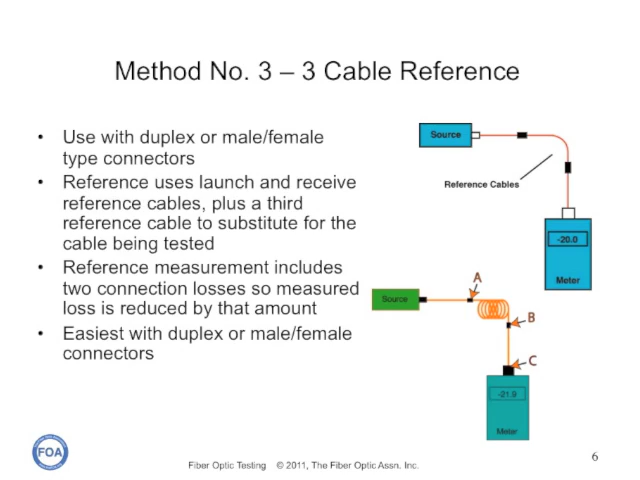 Method No. 3 – 3 Cable Reference
• Use with duplex or male/female
type connectors
• Reference uses launch and receive
reference cables, plus a third
reference cable to substitute for the
cable being tested
• Reference measurement includes
two connection losses so measured
loss is reduced by that amount
• Easiest with duplex or male/female
connectors
Source
Reference Cables
-20.0
Meter
A
Source
B
C
-21.9
Meter
FOA
Fiber Optic Testing © 2011, The Fiber Optic Assn. Inc.
6